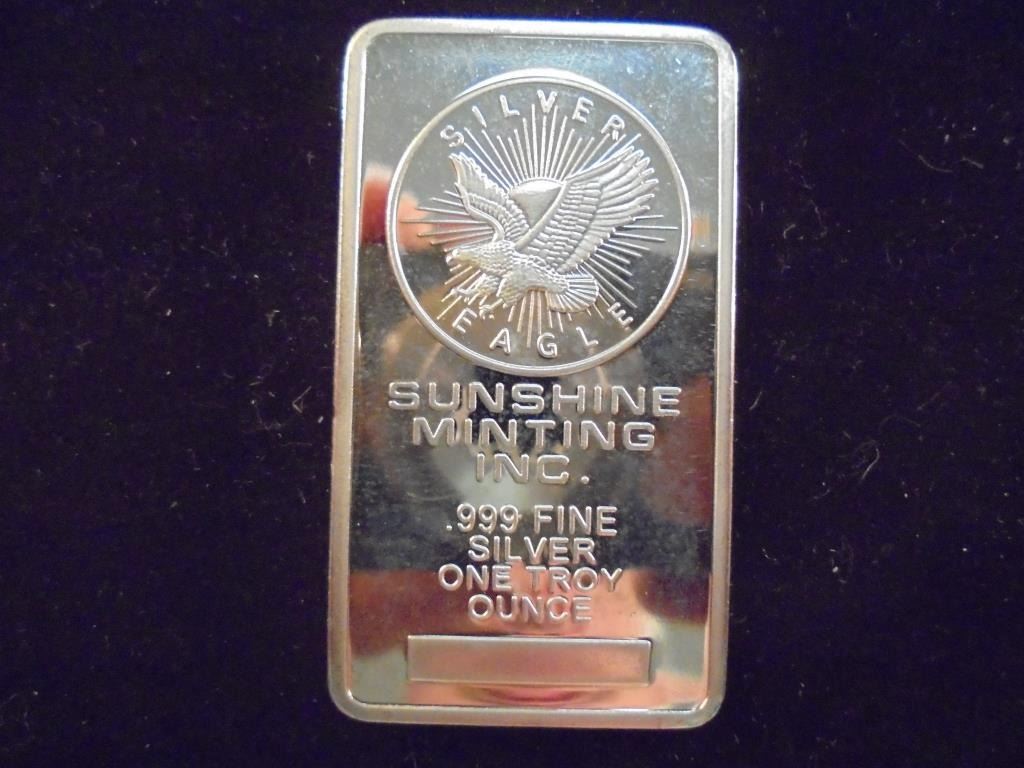 SILVER
EAGLE
SUNSHINE
MINTING
INC.
.999 FINE
SILVER
ONE TROY
OUNCE